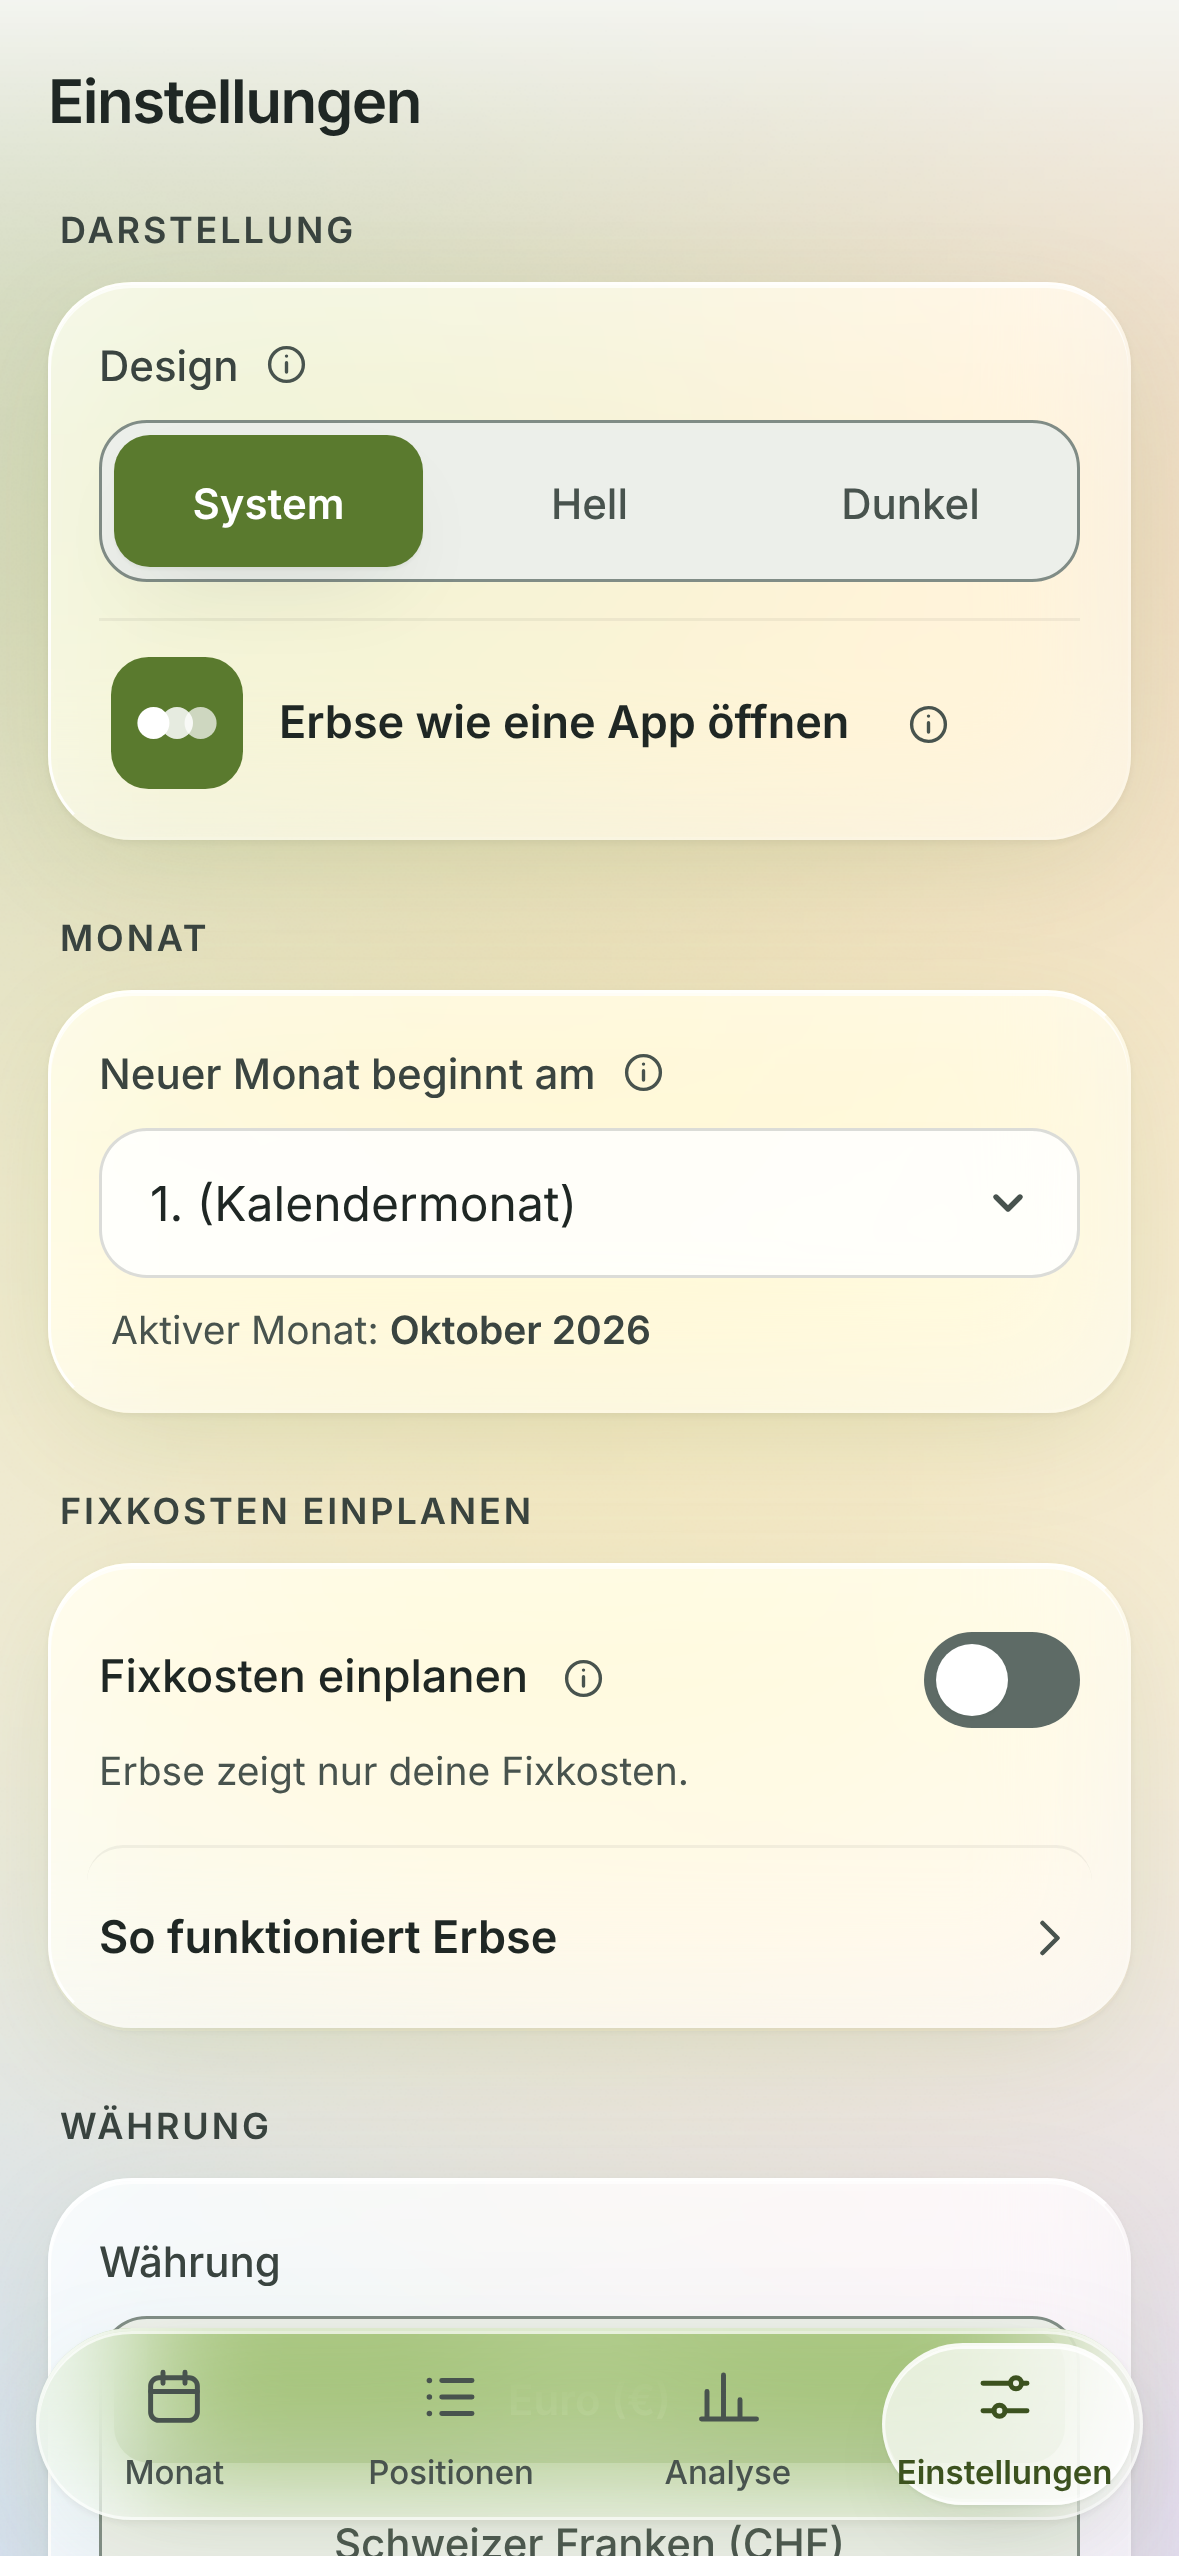 Einstellungen
DARSTELLUNG
Design
System
Hell
Dunkel
Erbse wie eine App öffnen
MONAT
Neuer Monat beginnt am
1. (Kalendermonat)
Aktiver Monat: Oktober 2026
FIXKOSTEN EINPLANEN
Fixkosten einplanen
Erbse zeigt nur deine Fixkosten.
So funktioniert Erbse
WÄHRUNG
Währung
Euro (€)
Monat
Positionen
Analyse
Einstellungen
Schweizer Franken (CHF)